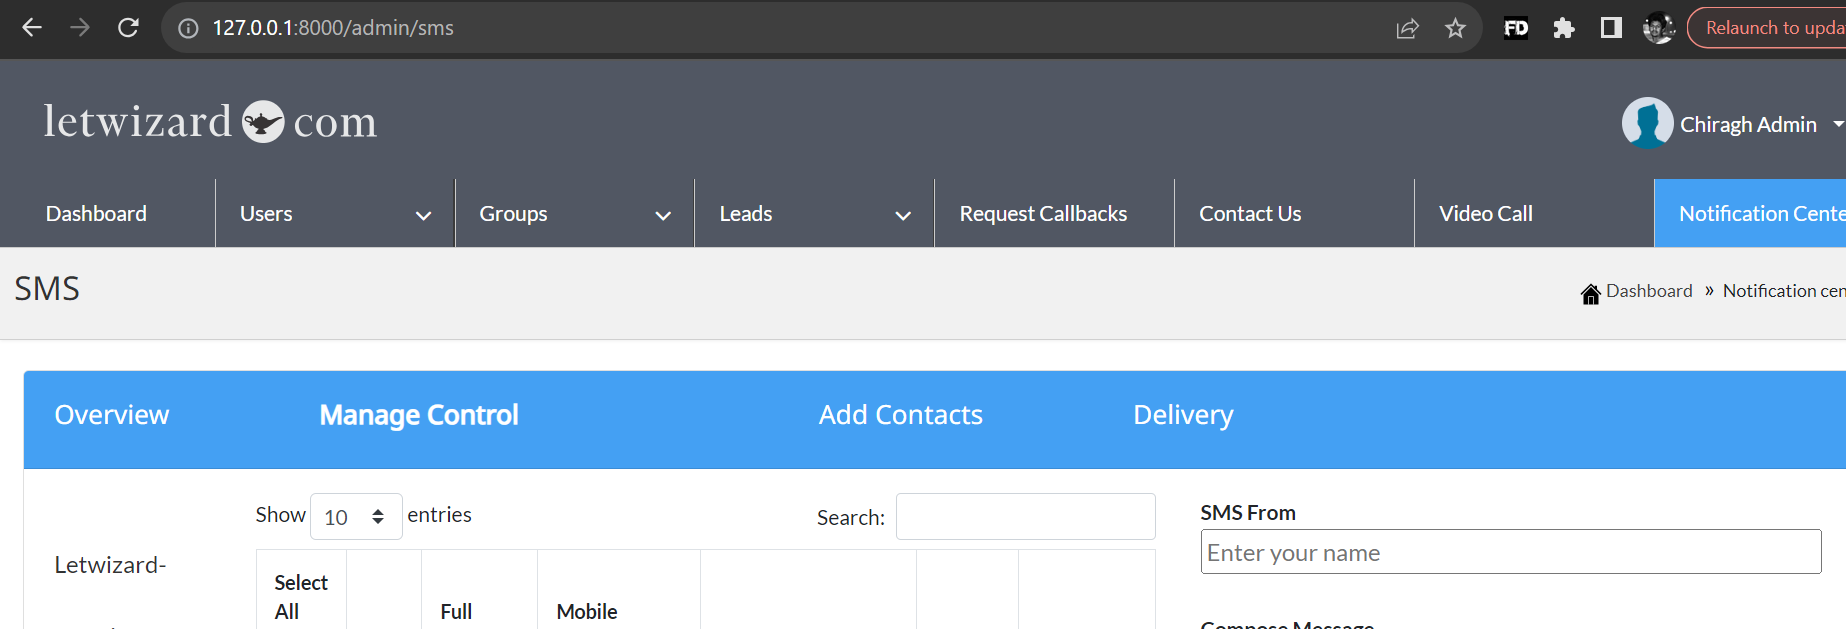 127.0.0.1:8000/admin/sms
FD
Relaunch to upda
letwizard com
Chiragh Admin
Dashboard Users Groups Leads Request Callbacks Contact Us Video Call Notification Cente
SMS
Dashboard » Notification cen
Overview Manage Control Add Contacts Delivery
Show 10 entries Search:
SMS From
Enter your name
Letwizard-
Select
All Full Mobile
Compose Message